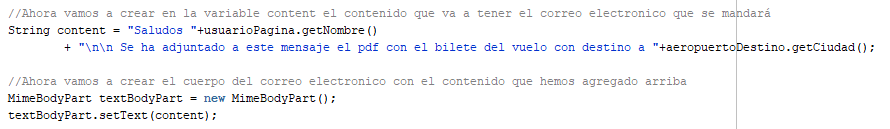 //Ahora vamos a crear en la variable content el contenido que va a tener el correo electronico que se mandará
String content = "Saludos "+usuarioPagina.getNombre()
+ "\n\n Se ha adjuntado a este mensaje el pdf con el bilete del vuelo con destino a "+aeropuertoDestino.getCiudad();
//Ahora vamos a crear el cuerpo del correo electronico con el contenido que hemos agregado arriba
MimeBodyPart textBodyPart = new MimeBodyPart();
textBodyPart.setText(content);